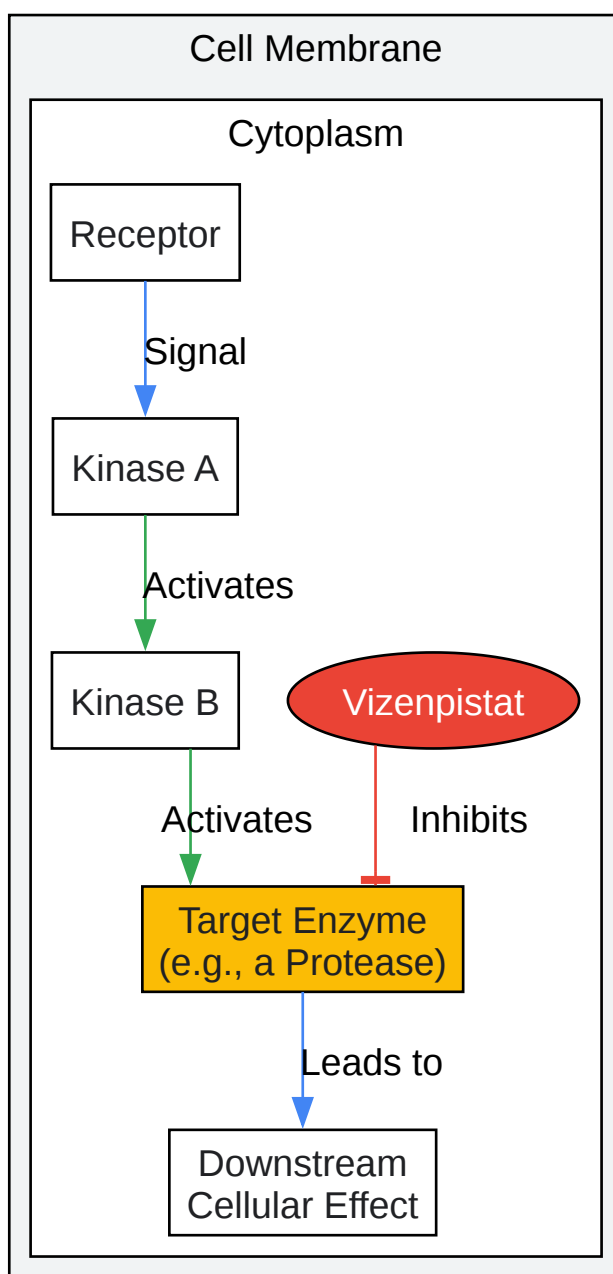 Cell Membrane
Cytoplasm
Receptor
Signal
Kinase A
Activates
Kinase B
Vizenpistat
Activates
Inhibits
Target Enzyme
(e.g., a Protease)
Leads to
Downstream
Cellular Effect